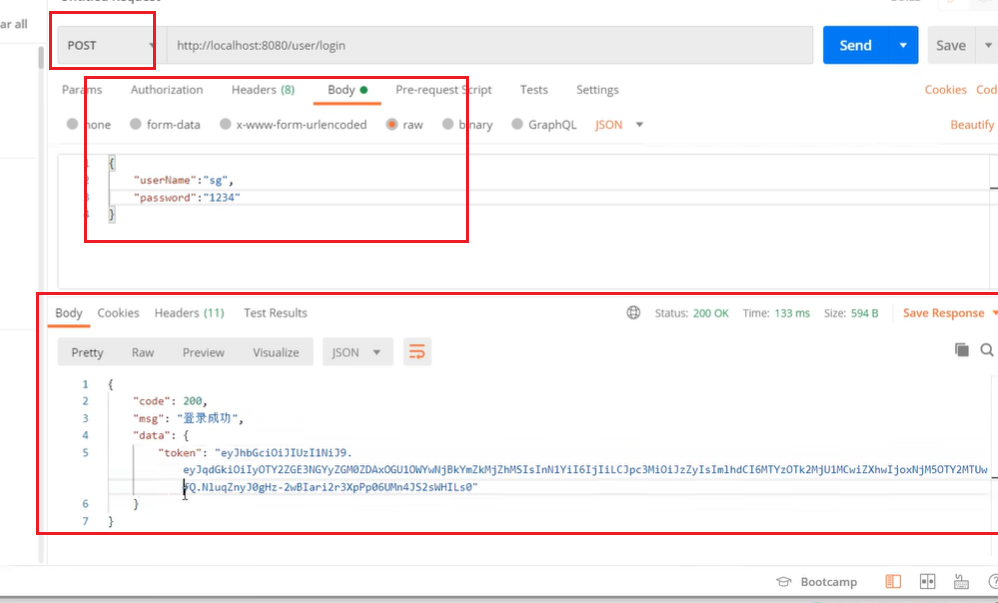 ar all
POST
http://localhost:8080/user/login
Send
Save
Params Authorization Headers (8) Body Pre-request Script Tests Settings
Cookies Cod
none form-data x-www-form-urlencoded raw binary GraphQL JSON
Beautify
1 {
2 "userName":"sg",
3 "password":"1234"
4 }
Body Cookies Headers (11) Test Results
Status: 200 OK Time: 133 ms Size: 594 B Save Response
Pretty Raw Preview Visualize JSON
1 {
2 "code": 200,
3 "msg": "登录成功",
4 "data": {
5 "token": "eyJhbGciOiJIUzI1NiJ9.
6 }
7 }
Bootcamp